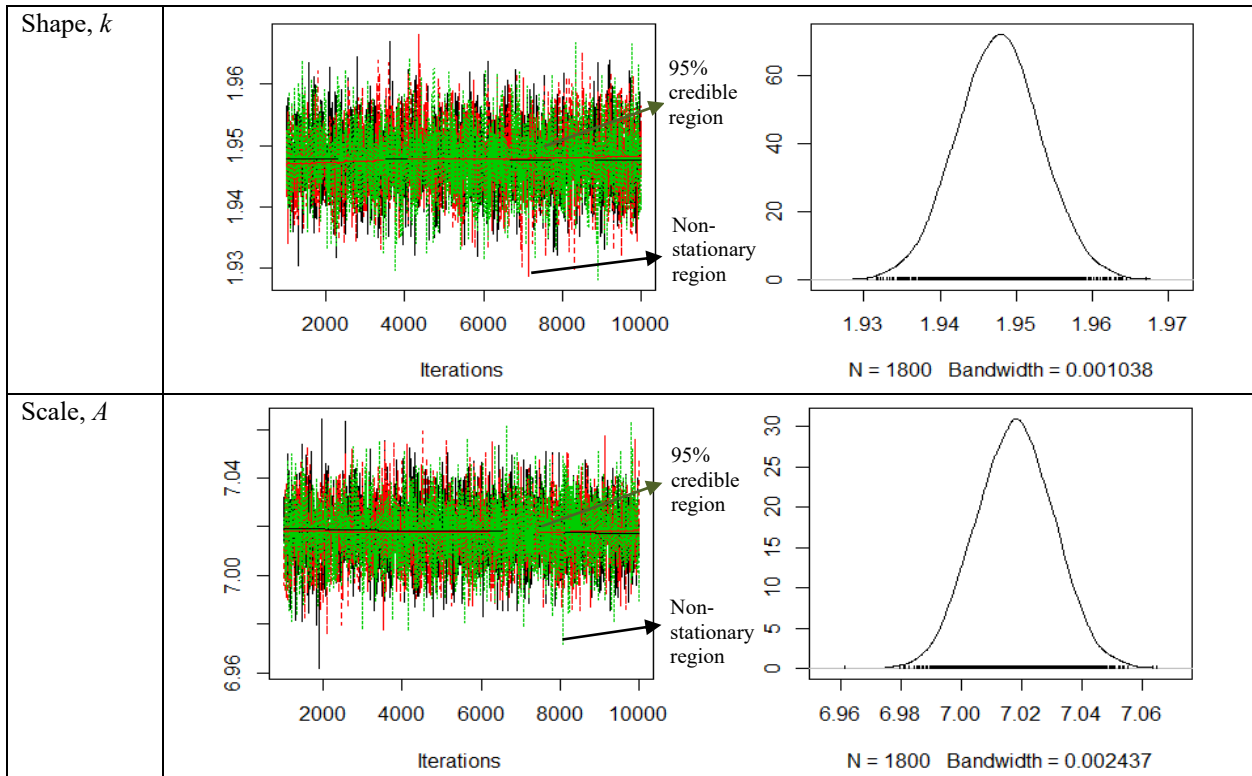 Shape, k
1.93 1.94 1.95 1.96
2000 4000 6000 8000 10000
Iterations
95%
credible
region
Non-
stationary
region
0 20 40 60
1.93 1.94 1.95 1.96 1.97
N = 1800 Bandwidth = 0.001038
Scale, A
6.96 7.00 7.04
2000 4000 6000 8000 10000
Iterations
95%
credible
region
Non-
stationary
region
0 5 10 15 20 25 30
6.96 6.98 7.00 7.02 7.04 7.06
N = 1800 Bandwidth = 0.002437